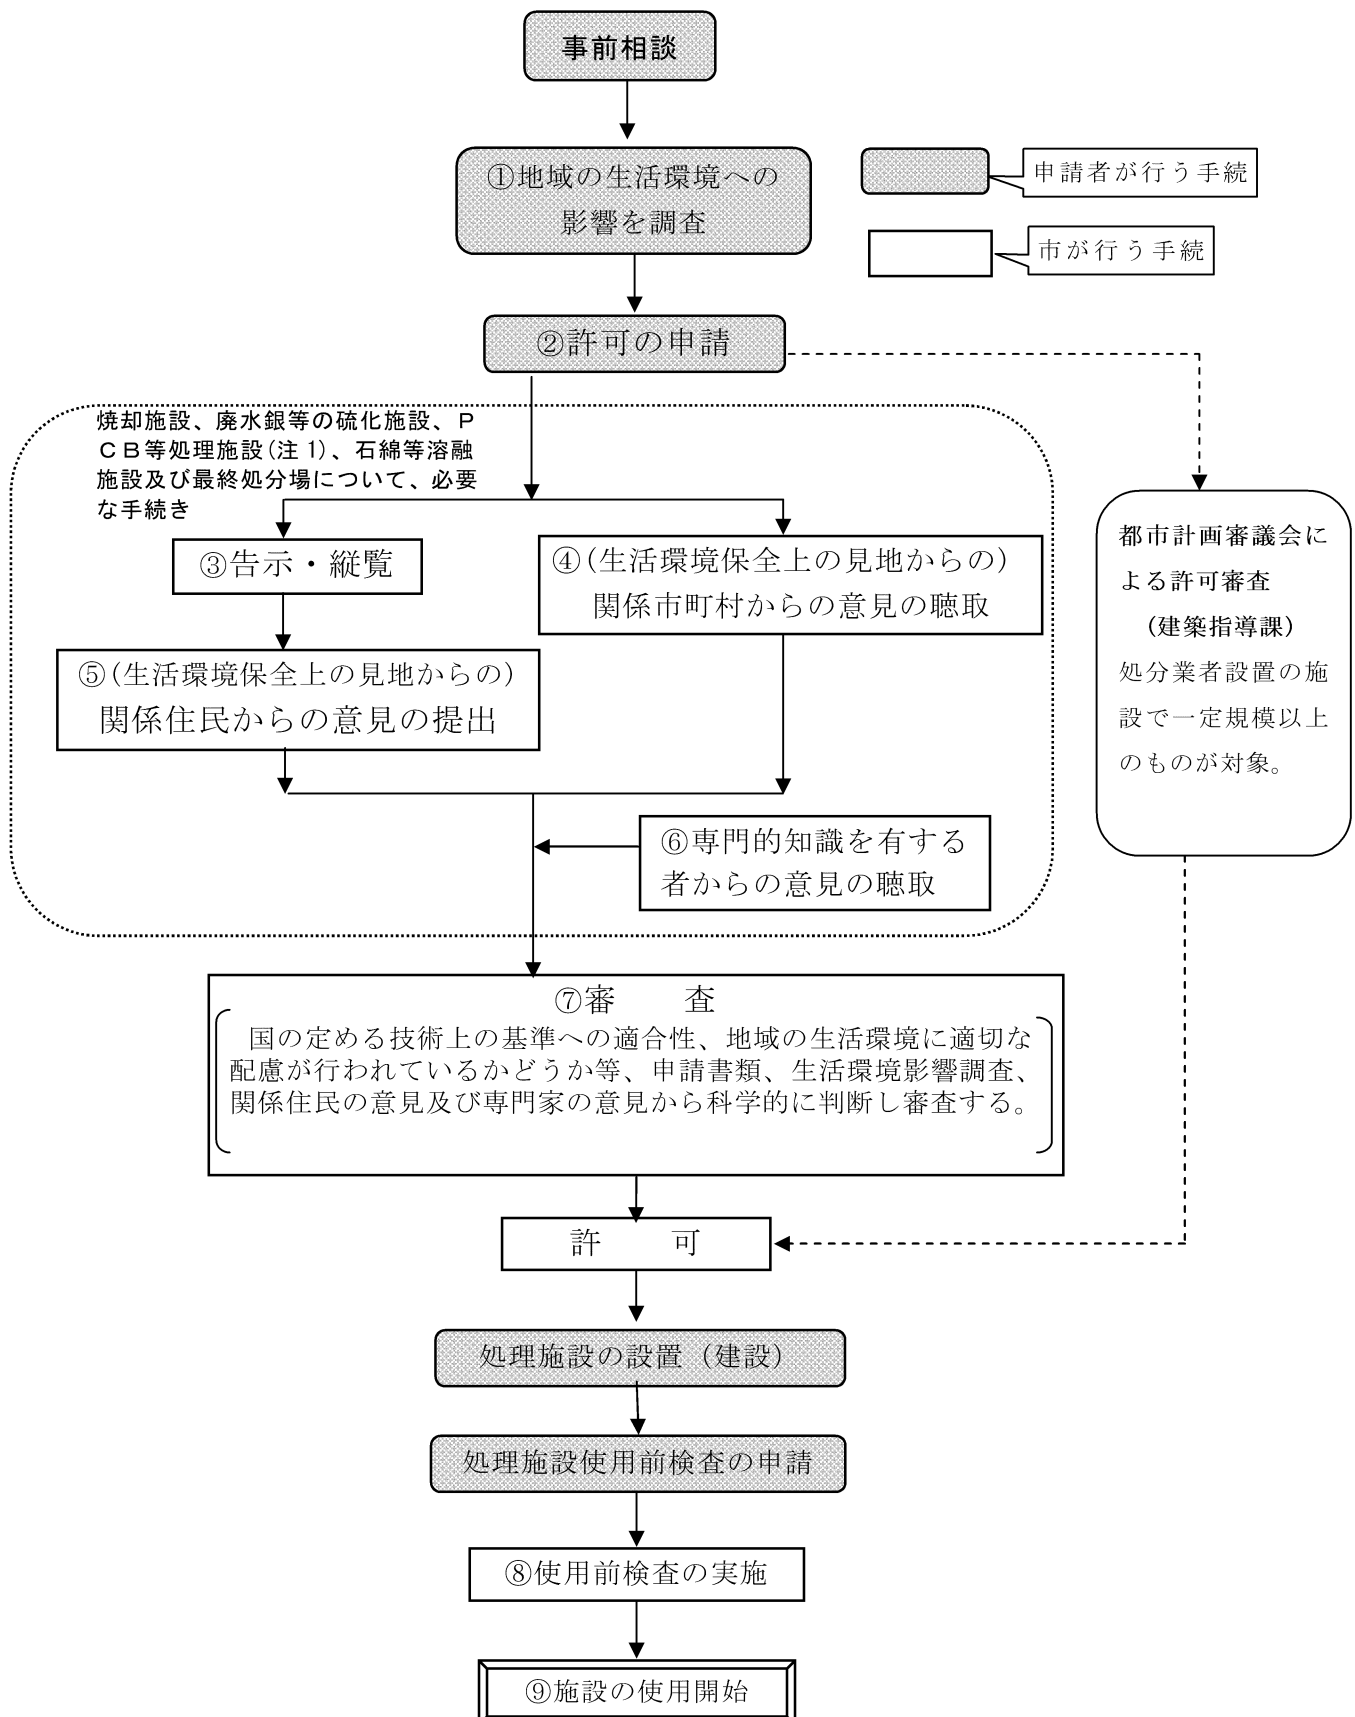 事前相談
①地域の生活環境への
影響を調査
申請者が行う手続
市が行う手続
②許可の申請
焼却施設、廃水銀等の硫化施設、P
CB等処理施設(注1)、石綿等溶融
施設及び最終処分場について、必要
な手続き
③告示・縦覧
④(生活環境保全上の見地からの)
関係市町村からの意見の聴取
⑤(生活環境保全上の見地からの)
関係住民からの意見の提出
⑥専門的知識を有する
者からの意見の聴取
都市計画審議会に
よる許可審査
(建築指導課)
処分業者設置の施
設で一定規模以上
のものが対象。
⑦審　　査
国の定める技術上の基準への適合性、地域の生活環境に適切な
配慮が行われているかどうか等、申請書類、生活環境影響調査、
関係住民の意見及び専門家の意見から科学的に判断し審査する。
許　　可
処理施設の設置（建設）
処理施設使用前検査の申請
⑧使用前検査の実施
⑨施設の使用開始